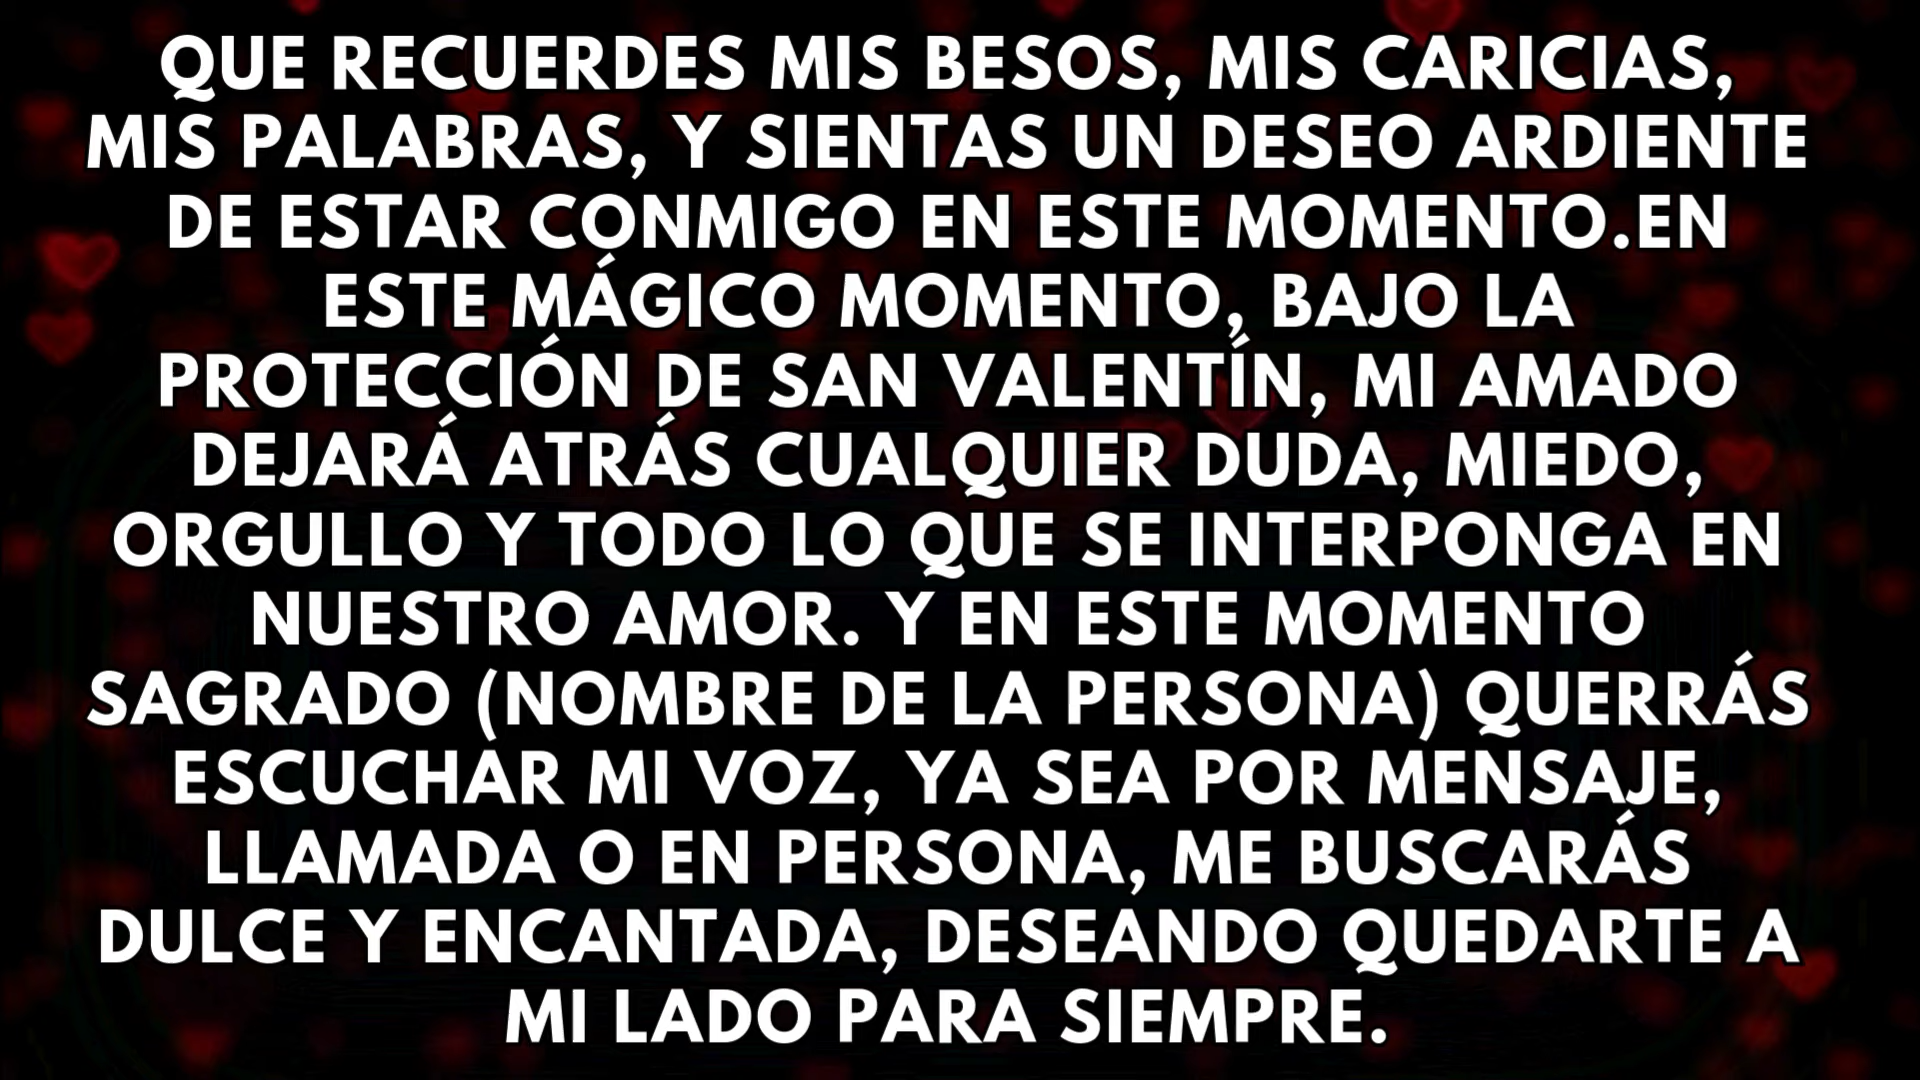 QUE RECUERDES MIS BESOS, MIS CARICIAS,
MIS PALABRAS, Y SIENTAS UN DESEO ARDIENTE
DE ESTAR CONMIGO EN ESTE MOMENTO.EN
ESTE MÁGICO MOMENTO, BAJO LA
PROTECCIÓN DE SAN VALENTÍN, MI AMADO
DEJARÁ ATRÁS CUALQUIER DUDA, MIEDO,
ORGULLO Y TODO LO QUE SE INTERPONGA EN
NUESTRO AMOR. Y EN ESTE MOMENTO
SAGRADO (NOMBRE DE LA PERSONA) QUERRÁS
ESCUCHAR MI VOZ, YA SEA POR MENSAJE,
LLAMADA O EN PERSONA, ME BUSCARÁS
DULCE Y ENCANTADA, DESEANDO QUEDARTE A
MI LADO PARA SIEMPRE.